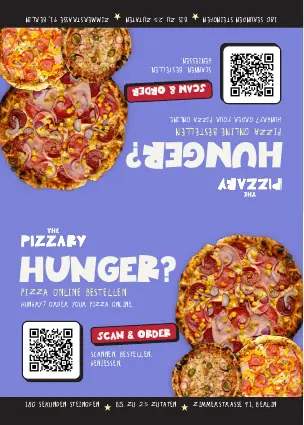 180 SEKUNDEN STEINOFEN ★ BIS ZU 25 ZUTATEN ★ ZIMMERSTRASSE 91, BERLIN
SCANNEN. BESTELLEN.
GENIESSEN.
SCAN & ORDER
HUNGRY? ORDER YOUR PIZZA ONLINE.
PIZZA ONLINE BESTELLEN
HUNGER?
THE
PIZZARY
THE
PIZZARY
HUNGER?
PIZZA ONLINE BESTELLEN
HUNGRY? ORDER YOUR PIZZA ONLINE.
SCAN & ORDER
SCANNEN. BESTELLEN.
GENIESSEN.
180 SEKUNDEN STEINOFEN ★ BIS ZU 25 ZUTATEN ★ ZIMMERSTRASSE 91, BERLIN